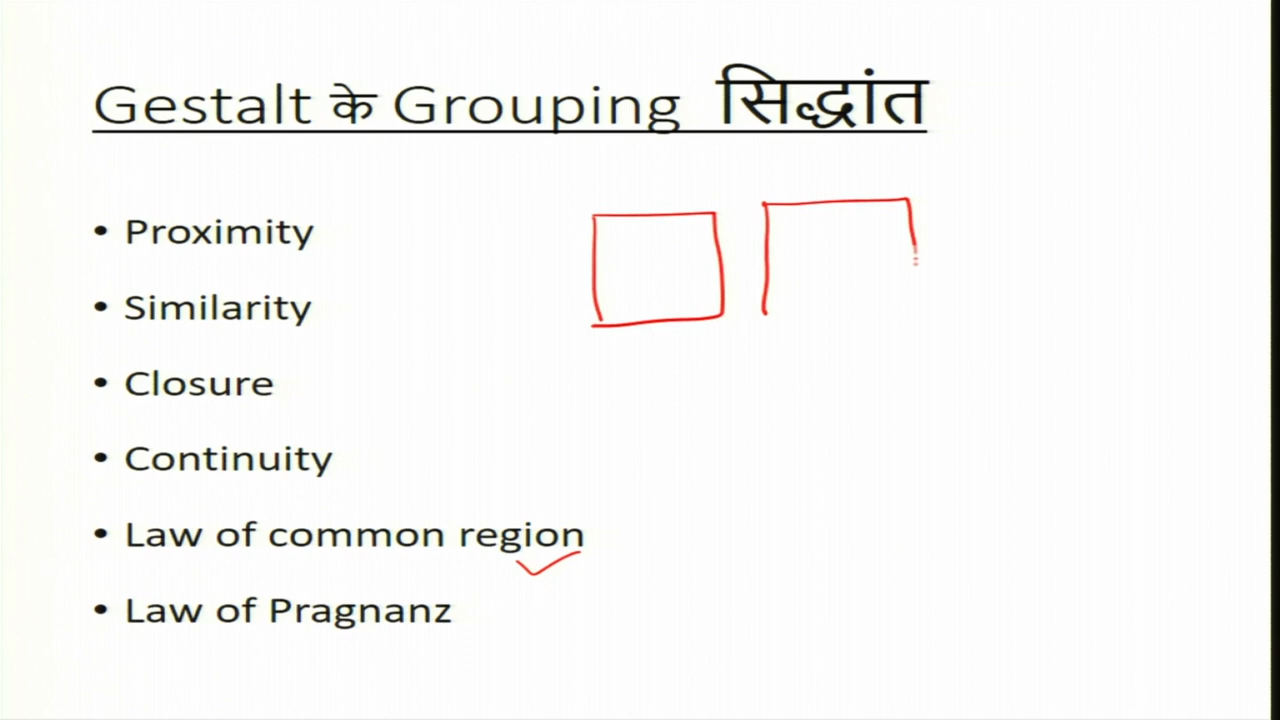 Gestalt के Grouping सिद्धांत
• Proximity
• Similarity
• Closure
• Continuity
• Law of common region
• Law of Pragnanz